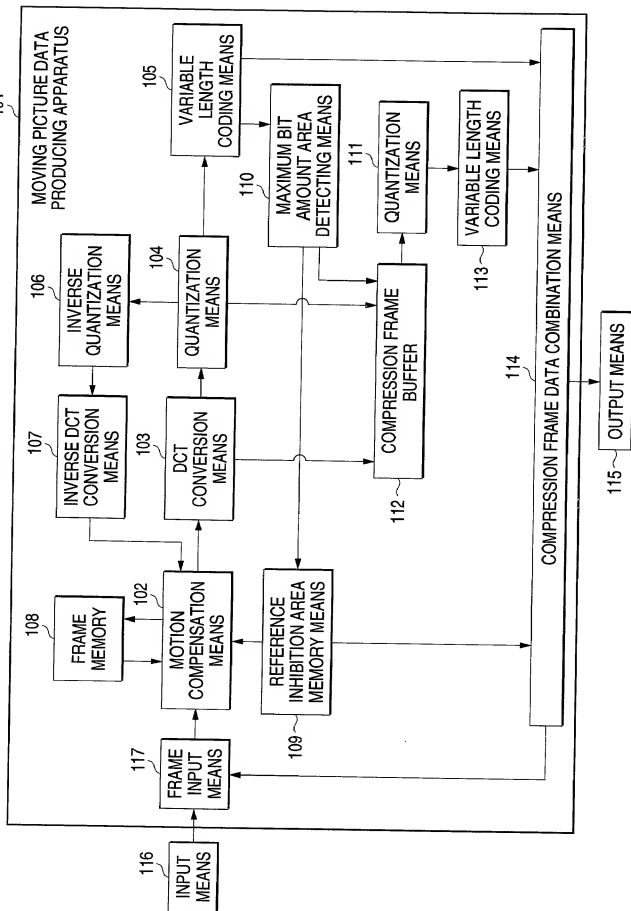 101
MOVING PICTURE DATA
PRODUCING APPARATUS
105
VARIABLE
LENGTH
CODING MEANS
106
INVERSE
QUANTIZATION
MEANS
104
QUANTIZATION
MEANS
110
MAXIMUM BIT
AMOUNT AREA
DETECTING MEANS
111
QUANTIZATION
MEANS
113
VARIABLE LENGTH
CODING MEANS
107
INVERSE DCT
CONVERSION
MEANS
103
DCT
CONVERSION
MEANS
112
COMPRESSION FRAME
BUFFER
108
FRAME
MEMORY
102
MOTION
COMPENSATION
MEANS
109
REFERENCE
INHIBITION AREA
MEMORY MEANS
117
FRAME
INPUT
MEANS
116
INPUT
MEANS
114
COMPRESSION FRAME DATA COMBINATION MEANS
115
OUTPUT MEANS